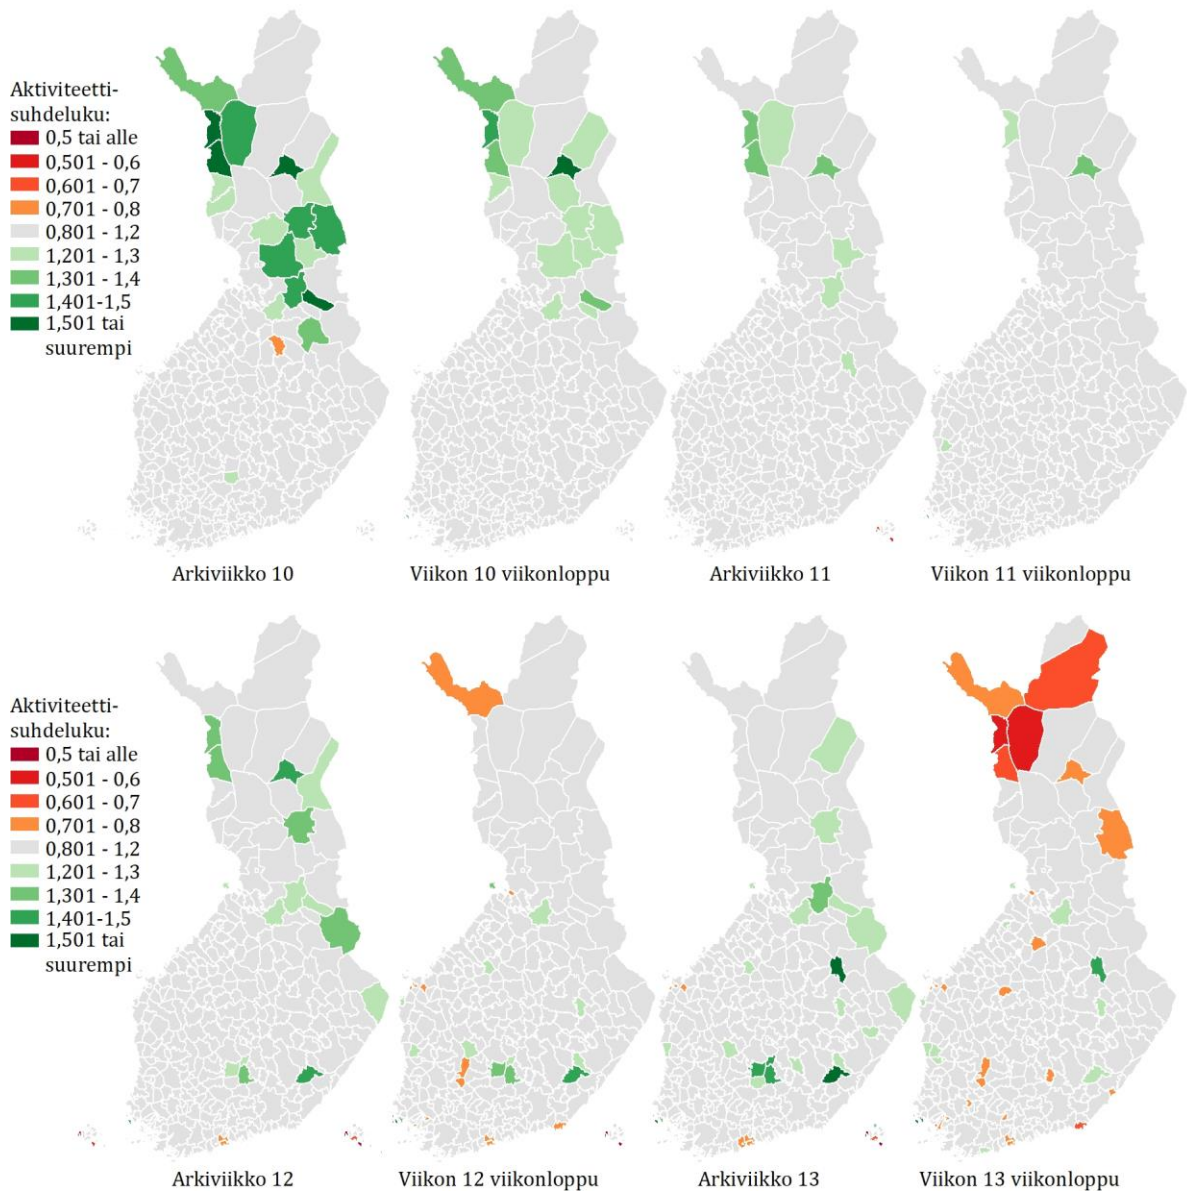 Aktiviteetti-
suhdeluku:
0,5 tai alle
0,501 - 0,6
0,601 - 0,7
0,701 - 0,8
0,801 - 1,2
1,201 - 1,3
1,301 - 1,4
1,401-1,5
1,501 tai
suurempi
Arkiviikko 10
Viikon 10 viikonloppu
Arkiviikko 11
Viikon 11 viikonloppu
Aktiviteetti-
suhdeluku:
0,5 tai alle
0,501 - 0,6
0,601 - 0,7
0,701 - 0,8
0,801 - 1,2
1,201 - 1,3
1,301 - 1,4
1,401-1,5
1,501 tai
suurempi
Arkiviikko 12
Viikon 12 viikonloppu
Arkiviikko 13
Viikon 13 viikonloppu